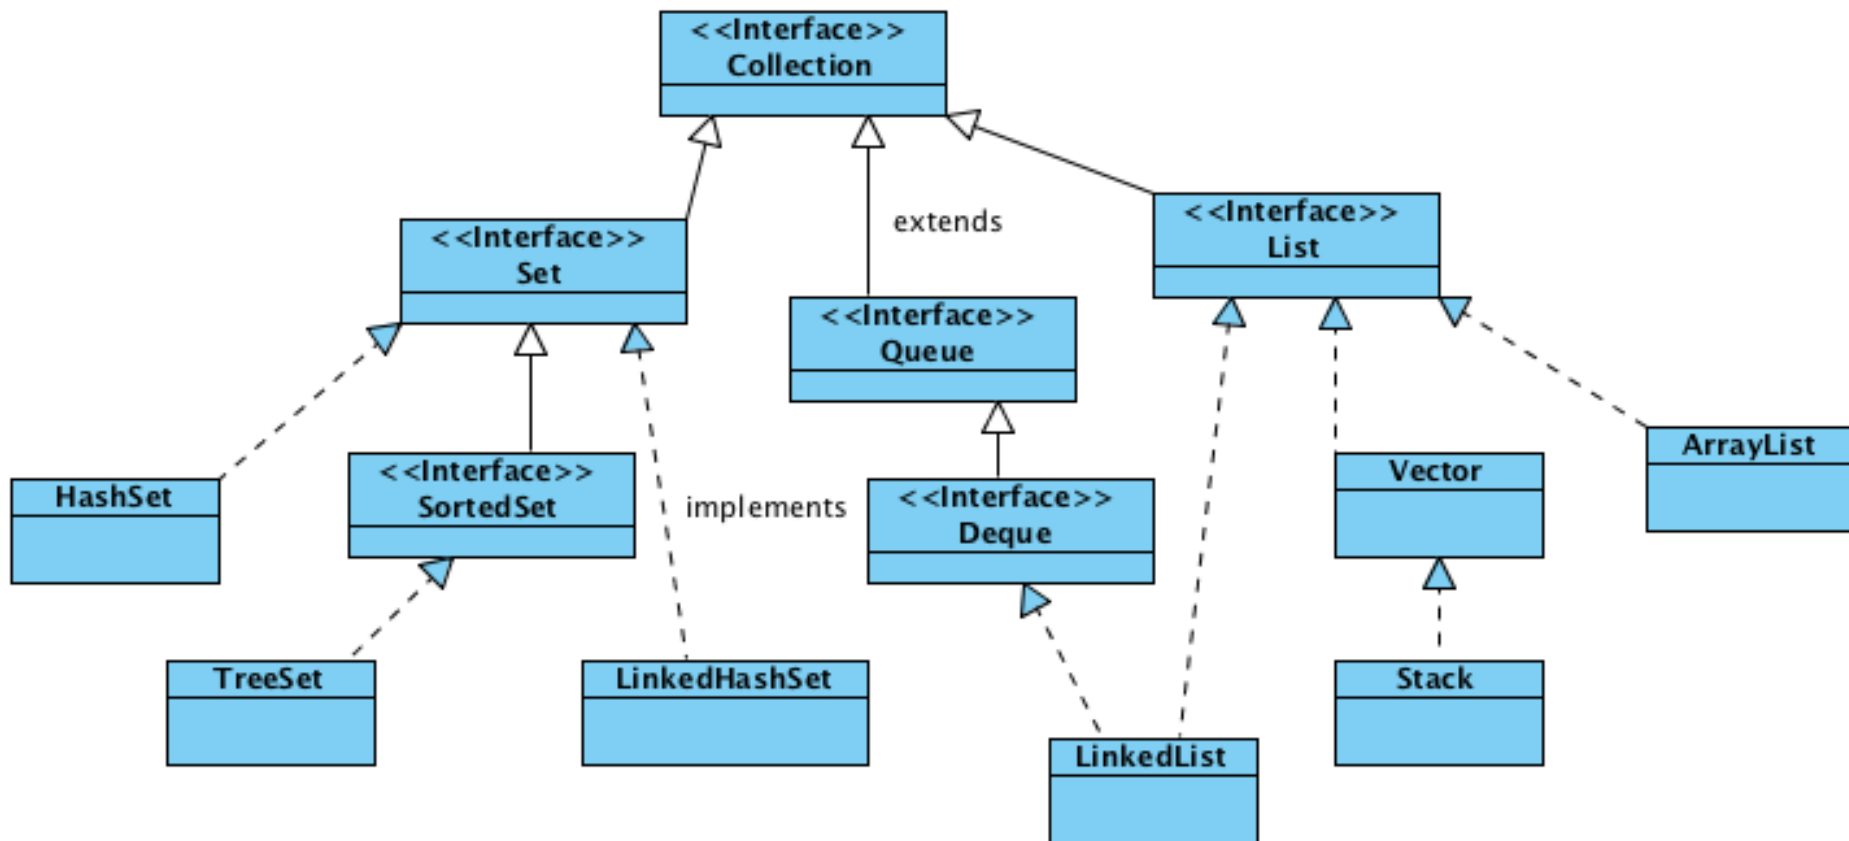 <<Interface>>
Collection
<<Interface>>
Set
extends
<<Interface>>
List
<<Interface>>
Queue
HashSet
<<Interface>>
SortedSet
implements
<<Interface>>
Deque
Vector
ArrayList
TreeSet
LinkedHashSet
LinkedList
Stack